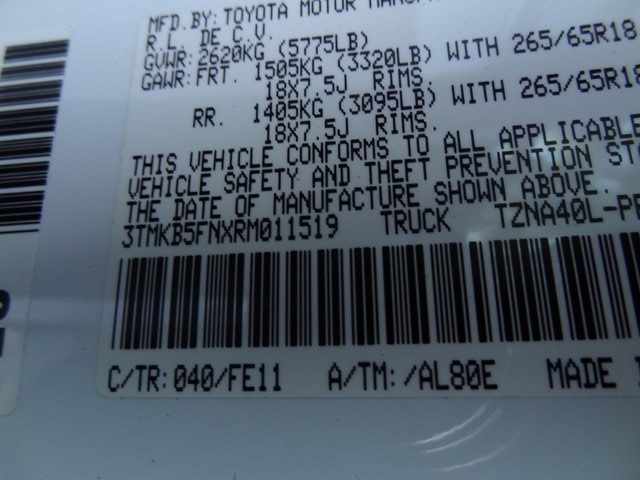 MFD.BY: TOYOTA MOTOR
R.L. DE C.V.
GVWR: 2620KG (5775LB)
GAWR: FRT. 1505KG (3320LB) WITH 265/65R18
18X7.5J RIMS.
RR. 1405KG (3095LB) WITH 265/65R18
18X7.5J RIMS.
THIS VEHICLE CONFORMS TO ALL APPLICABLE
VEHICLE SAFETY AND THEFT PREVENTION
THE DATE OF MANUFACTURE SHOWN ABOVE.
3TMKB5FNXRM011519 TRUCK TZNA40L-
C/TR: 040/FE11 A/TM: /AL80E MADE